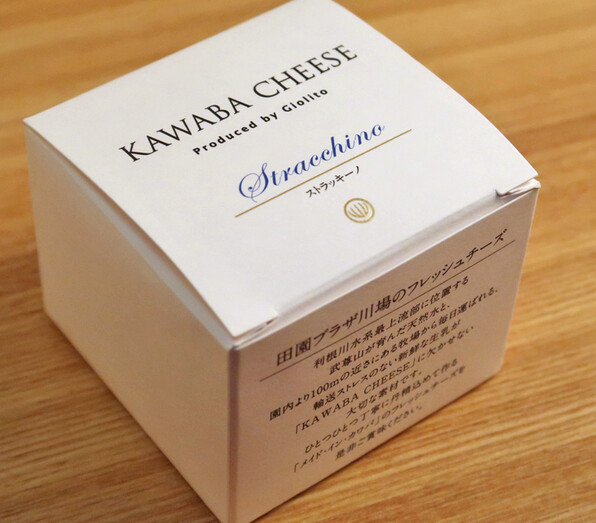 KAWABA CHEESE
Produced by Giolito
Stracchino
ストラッキーノ
田園プラザ川場のフレッシュチーズ
利根川水系最上流部に位置する
武尊山が育んだ天然水と、
園内より100mの近さにある牧場から毎日運ばれる、
輸送ストレスのない新鮮な生乳が
「KAWABA CHEESE」に欠かせない
大切な素材です。
ひとつひとつ丁寧に丹精込めて作る
「メイド・イン・カワバ」のフレッシュチーズを
是非ご賞味ください。